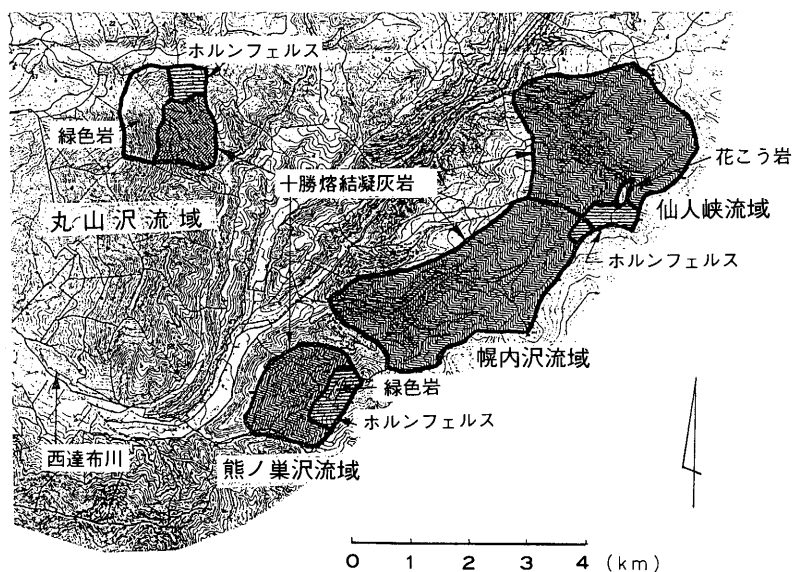 ホルンフェルス
緑色岩
花こう岩
十勝熔結凝灰岩
丸山沢流域
仙人峡流域
ホルンフェルス
幌内沢流域
緑色岩
ホルンフェルス
西達布川
熊ノ巣沢流域
0 1 2 3 4 (km)